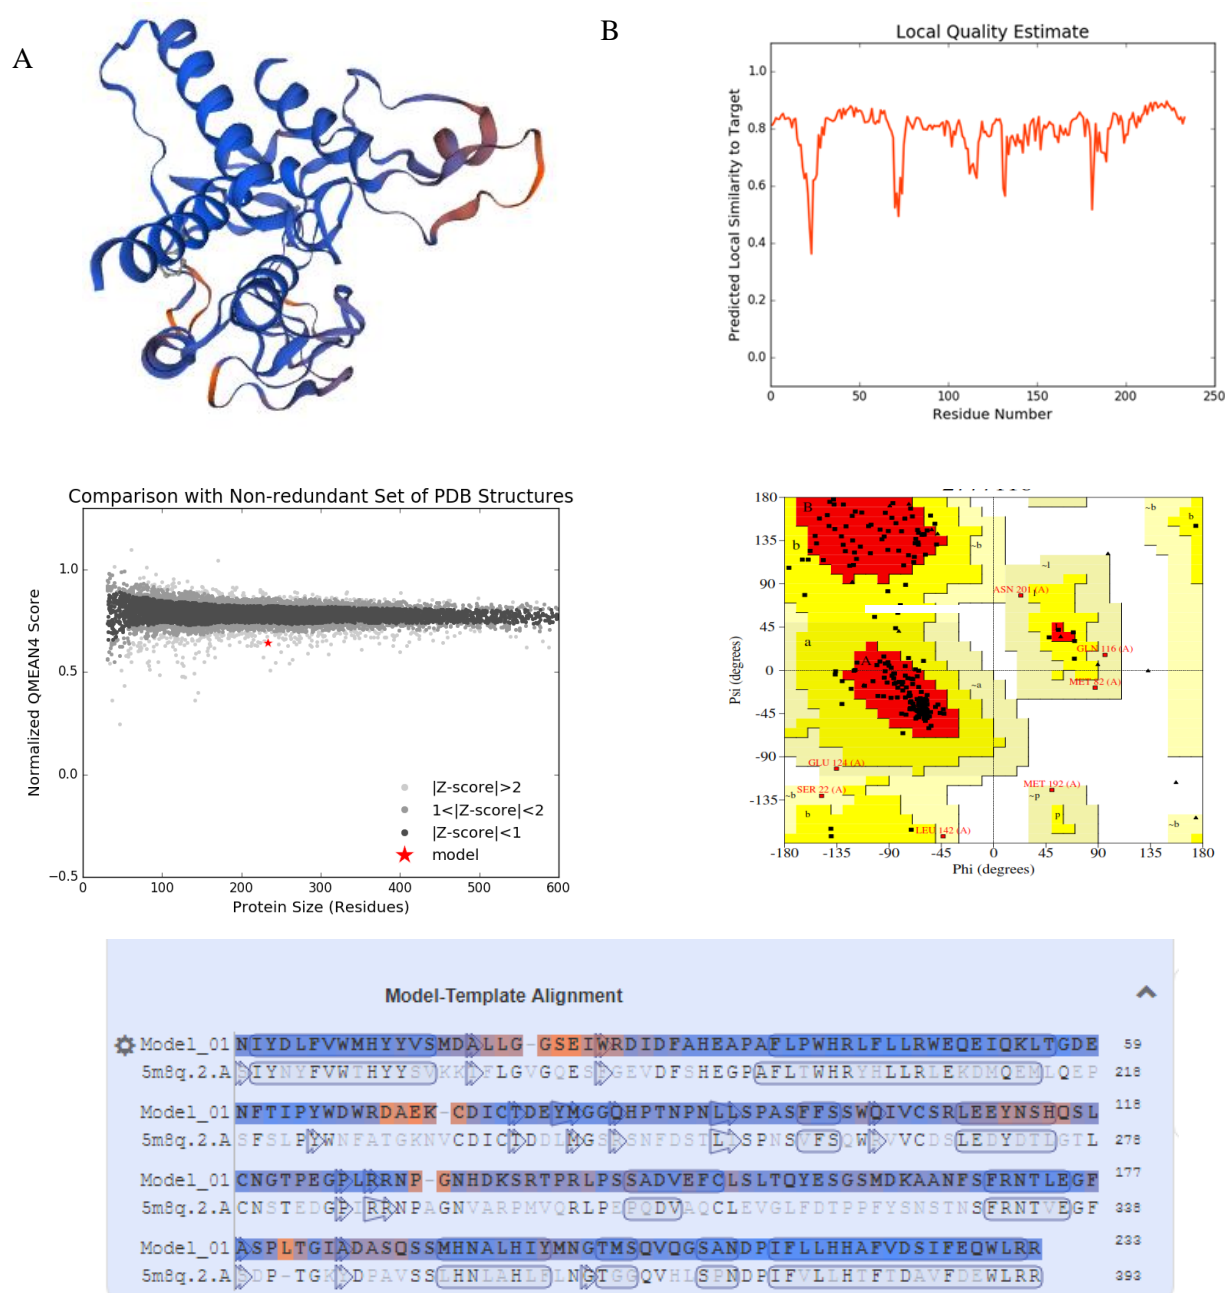 A
B
Local Quality Estimate
Predicted Local Similarity to Target
1.0
0.8
0.6
0.4
0.2
0.0
0 50 100 150 200 250
Residue Number
Comparison with Non-redundant Set of PDB Structures
Normalized QMEAN4 Score
1.0
0.5
0.0
−0.5
|Z-score|>2
1<|Z-score|<2
|Z-score|<1
model
0 100 200 300 400 500 600
Protein Size (Residues)
Psi (degrees)
180
135
90
45
0
-45
-90
-135
B
b
~b
~b
b
~l
ASN 201 (A)
a
A
~a
GLN 116 (A)
MET 82 (A)
GLU 124 (A)
SER 22 (A)
~b
b
MET 192 (A)
~p
p
LEU 142 (A)
~b
-180 -135 -90 -45 0 45 90 135 180
Phi (degrees)
Model-Template Alignment
Model_01 NIYDLFVWMHYYVSMDALLG-GSEIWRDIDFAHEAPAFLPWHRLFLLRWEQEIQKLTGDE 59
5m8q.2.A 218
Model_01 NFTIPYWDWRDAEK-CDICTDEYMGGQHPTNPNLLSPASFFSSWQIVCSRLEEYNSHQSL 118
5m8q.2.A 278
Model_01 CNGTPEGPLRRNP-GNHDKSRTPRLPSSADVEFCLSLTQYESGSMDKAANFSFRNTLEGF 177
5m8q.2.A 338
Model_01 ASPLTGIADASQSSMHNALHIYMNGTMSQVQGSANDPIFLLHHAFVDSIFEQWLRR 233
5m8q.2.A 393